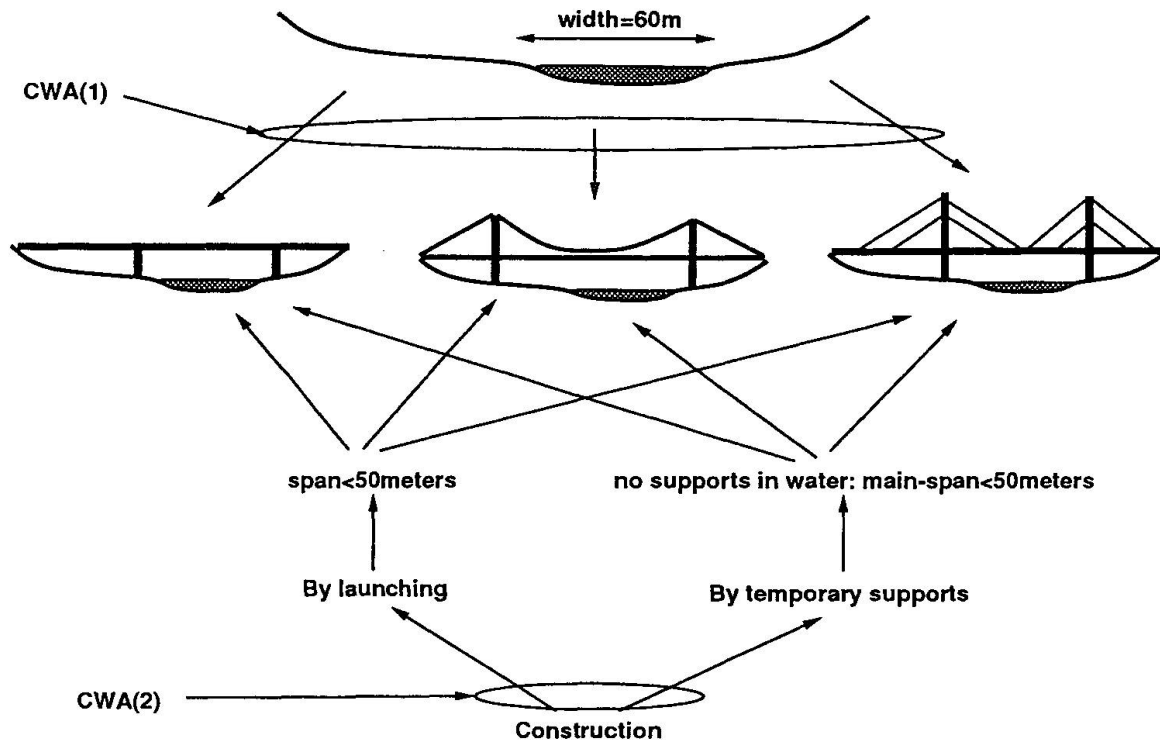 width=60m
CWA(1)
span<50meters
no supports in water: main-span<50meters
By launching
By temporary supports
CWA(2)
Construction